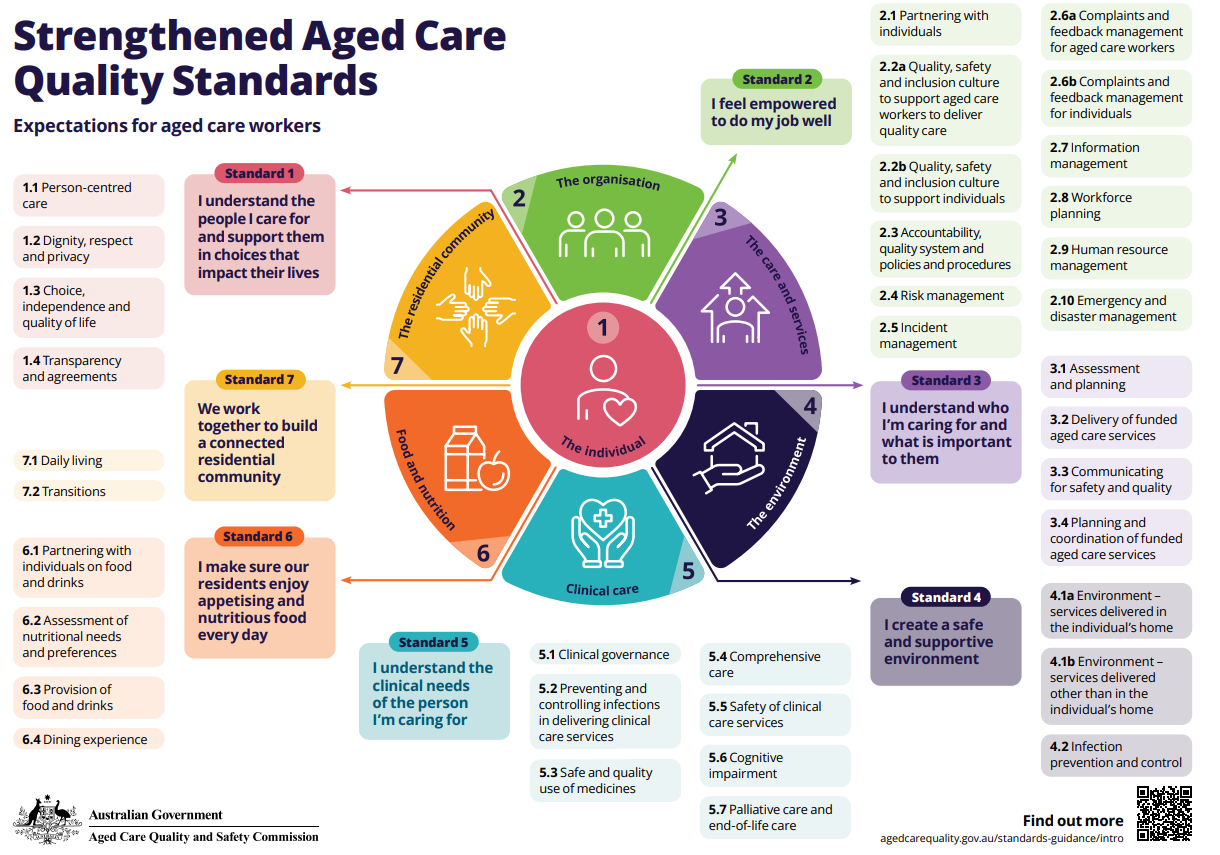 Strengthened Aged Care
Quality Standards
Expectations for aged care workers
Standard 1
I understand the
people I care for
and support them
in choices that
impact their lives
1.1 Person-centred
care
1.2 Dignity, respect
and privacy
1.3 Choice,
independence and
quality of life
1.4 Transparency
and agreements
Standard 7
We work
together to build
a connected
residential
community
7.1 Daily living
7.2 Transitions
Standard 6
I make sure our
residents enjoy
appetising and
nutritious food
every day
6.1 Partnering with
individuals on food
and drinks
6.2 Assessment of
nutritional needs
and preferences
6.3 Provision of
food and drinks
6.4 Dining experience
1
The individual
2
The organisation
3
The care and services
4
The environment
5
Clinical care
6
Food and nutrition
7
The residential community
Standard 2
I feel empowered
to do my job well
2.1 Partnering with
individuals
2.2a Quality, safety
and inclusion culture
to support aged care
workers to deliver
quality care
2.2b Quality, safety
and inclusion culture
to support individuals
2.3 Accountability,
quality system and
policies and procedures
2.4 Risk management
2.5 Incident
management
2.6a Complaints and
feedback management
for aged care workers
2.6b Complaints and
feedback management
for individuals
2.7 Information
management
2.8 Workforce
planning
2.9 Human resource
management
2.10 Emergency and
disaster management
Standard 3
I understand who
I'm caring for and
what is important
to them
3.1 Assessment
and planning
3.2 Delivery of funded
aged care services
3.3 Communicating
for safety and quality
3.4 Planning and
coordination of funded
aged care services
Standard 4
I create a safe
and supportive
environment
4.1a Environment –
services delivered in
the individual's home
4.1b Environment –
services delivered
other than in the
individual's home
4.2 Infection
prevention and control
Standard 5
I understand the
clinical needs
of the person
I'm caring for
5.1 Clinical governance
5.2 Preventing and
controlling infections
in delivering clinical
care services
5.3 Safe and quality
use of medicines
5.4 Comprehensive
care
5.5 Safety of clinical
care services
5.6 Cognitive
impairment
5.7 Palliative care and
end-of-life care
Australian Government
Aged Care Quality and Safety Commission
Find out more
agedcarequality.gov.au/standards-guidance/intro